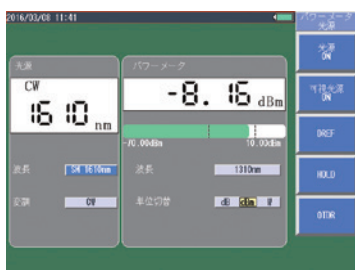 2016/03/08 11:41
パワーメータ
光源
光源
CW
1610 nm
波長 SM 1610nm
変調 CW
パワーメータ
-8.16 dBm
-70.00dBm 10.00dBm
波長 1310nm
単位切替 dB dBm W
光源
ON
可視光源
ON
DREF
HOLD
OTDR